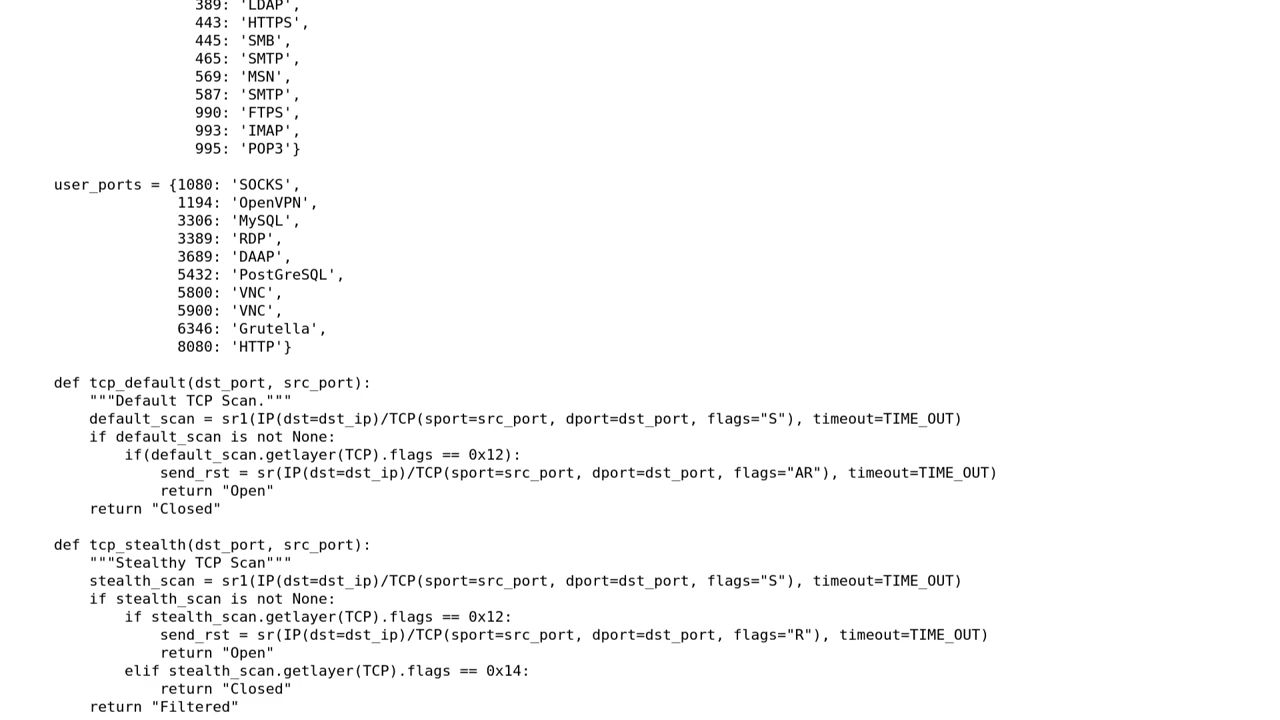 389: 'LDAP',
443: 'HTTPS',
445: 'SMB',
465: 'SMTP',
569: 'MSN',
587: 'SMTP',
990: 'FTPS',
993: 'IMAP',
995: 'POP3'}
user_ports = {1080: 'SOCKS',
1194: 'OpenVPN',
3306: 'MySQL',
3389: 'RDP',
3689: 'DAAP',
5432: 'PostGreSQL',
5800: 'VNC',
5900: 'VNC',
6346: 'Grutella',
8080: 'HTTP'}
def tcp_default(dst_port, src_port):
"""Default TCP Scan."""
default_scan = sr1(IP(dst=dst_ip)/TCP(sport=src_port, dport=dst_port, flags="S"), timeout=TIME_OUT)
if default_scan is not None:
if(default_scan.getlayer(TCP).flags == 0x12):
send_rst = sr(IP(dst=dst_ip)/TCP(sport=src_port, dport=dst_port, flags="AR"), timeout=TIME_OUT)
return "Open"
return "Closed"
def tcp_stealth(dst_port, src_port):
"""Stealthy TCP Scan"""
stealth_scan = sr1(IP(dst=dst_ip)/TCP(sport=src_port, dport=dst_port, flags="S"), timeout=TIME_OUT)
if stealth_scan is not None:
if stealth_scan.getlayer(TCP).flags == 0x12:
send_rst = sr(IP(dst=dst_ip)/TCP(sport=src_port, dport=dst_port, flags="R"), timeout=TIME_OUT)
return "Open"
elif stealth_scan.getlayer(TCP).flags == 0x14:
return "Closed"
return "Filtered"